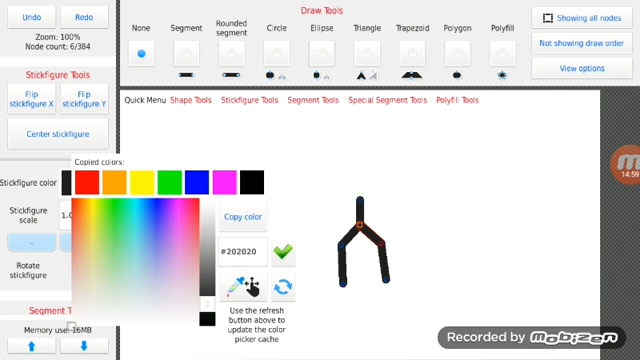 Undo
Redo
Zoom: 100%
Node count: 6/384
Stickfigure Tools
Flip
stickfigure X
Flip
stickfigure Y
Center stickfigure
Stickfigure color
Stickfigure
scale
1.0
-
Rotate
stickfigure
Segment T
Memory use: 16MB
Draw Tools
None
Segment
Rounded
segment
Circle
Ellipse
Triangle
Trapezoid
Polygon
Polyfill
Showing all nodes
Not showing draw order
View options
Quick Menu
Shape Tools
Stickfigure Tools
Segment Tools
Special Segment Tools
Polyfill Tools
Copied colors:
Copy color
#202020
Use the refresh
button above to
update the color
picker cache
14:59
Recorded by Mobizen